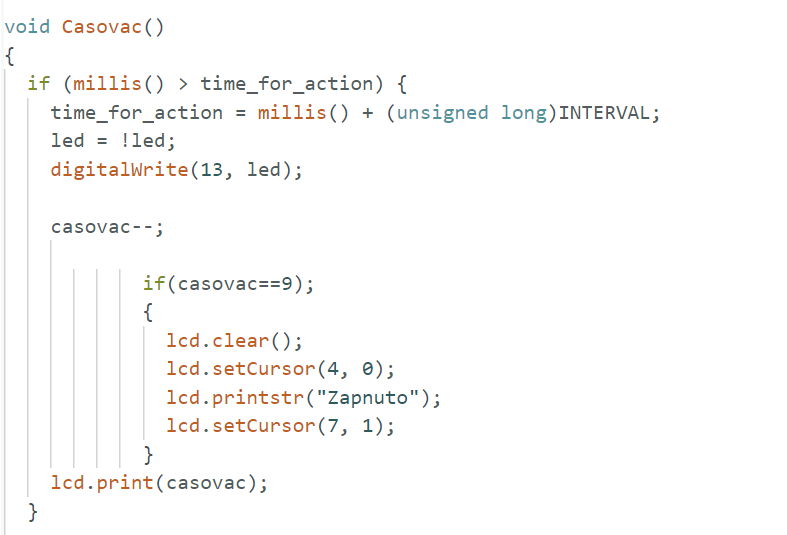 void Casovac()
{
if (millis() > time_for_action) {
time_for_action = millis() + (unsigned long)INTERVAL;
led = !led;
digitalWrite(13, led);
casovac--;
if(casovac==9);
{
lcd.clear();
lcd.setCursor(4, 0);
lcd.printstr("Zapnuto");
lcd.setCursor(7, 1);
}
lcd.print(casovac);
}